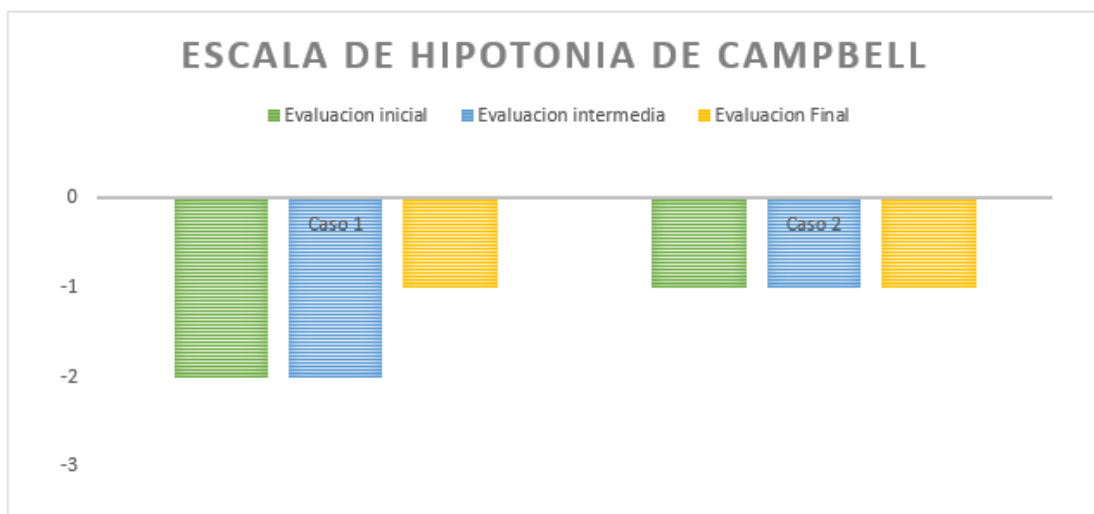 ESCALA DE HIPOTONIA DE CAMPBELL
Evaluacion inicial Evaluacion intermedia Evaluacion Final
0
Caso 1 Caso 2
-1
-2
-3